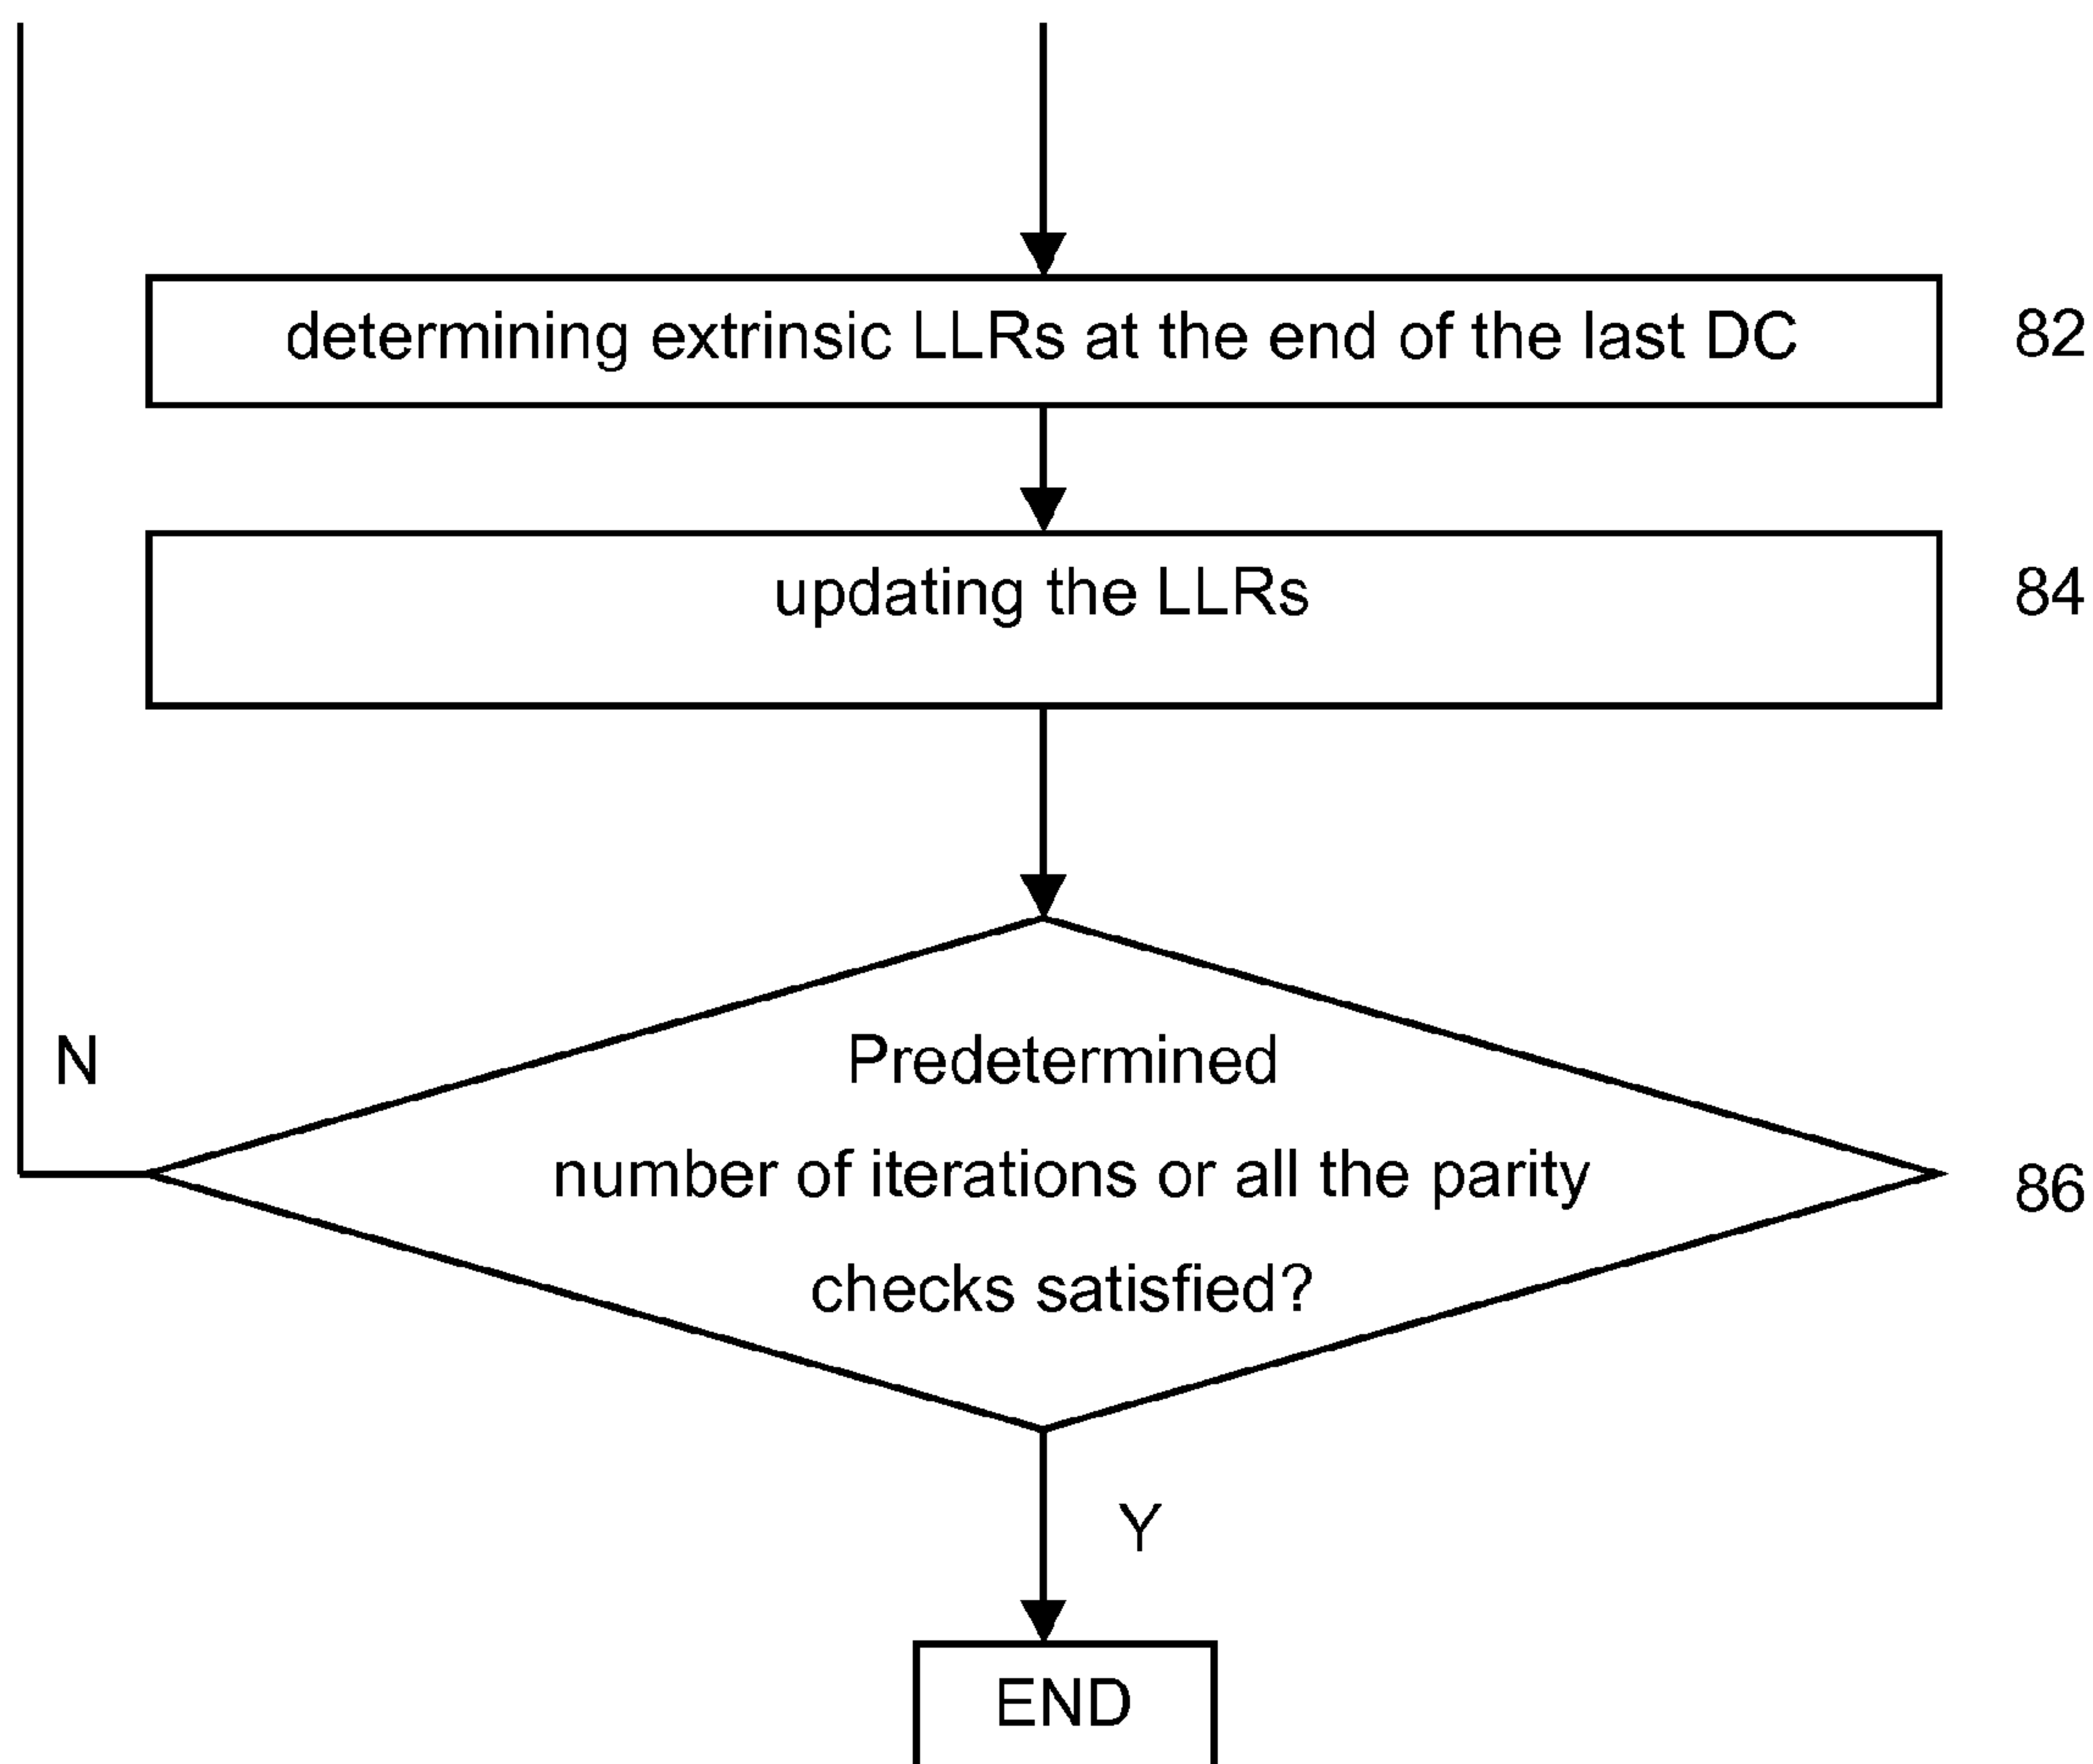 determining extrinsic LLRs at the end of the last DC
82
updating the LLRs
84
N
Predetermined
number of iterations or all the parity
checks satisfied?
86
Y
END